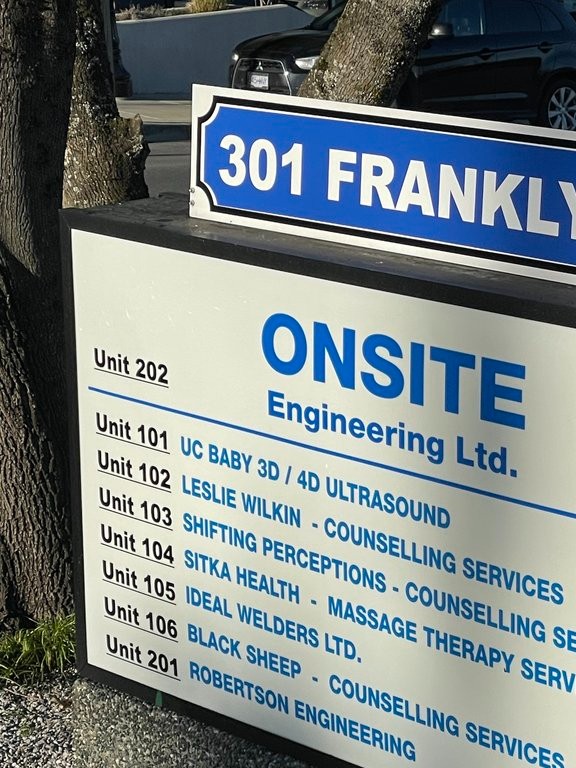 301 FRANKLY
ONSITE
Unit 202
Engineering Ltd.
Unit 101 UC BABY 3D / 4D ULTRASOUND
Unit 102 LESLIE WILKIN - COUNSELLING SERVICES
Unit 103 SHIFTING PERCEPTIONS - COUNSELLING SE
Unit 104 SITKA HEALTH - MASSAGE THERAPY SERV
Unit 105 IDEAL WELDERS LTD.
Unit 106 BLACK SHEEP - COUNSELLING SERVICES
Unit 201 ROBERTSON ENGINEERING